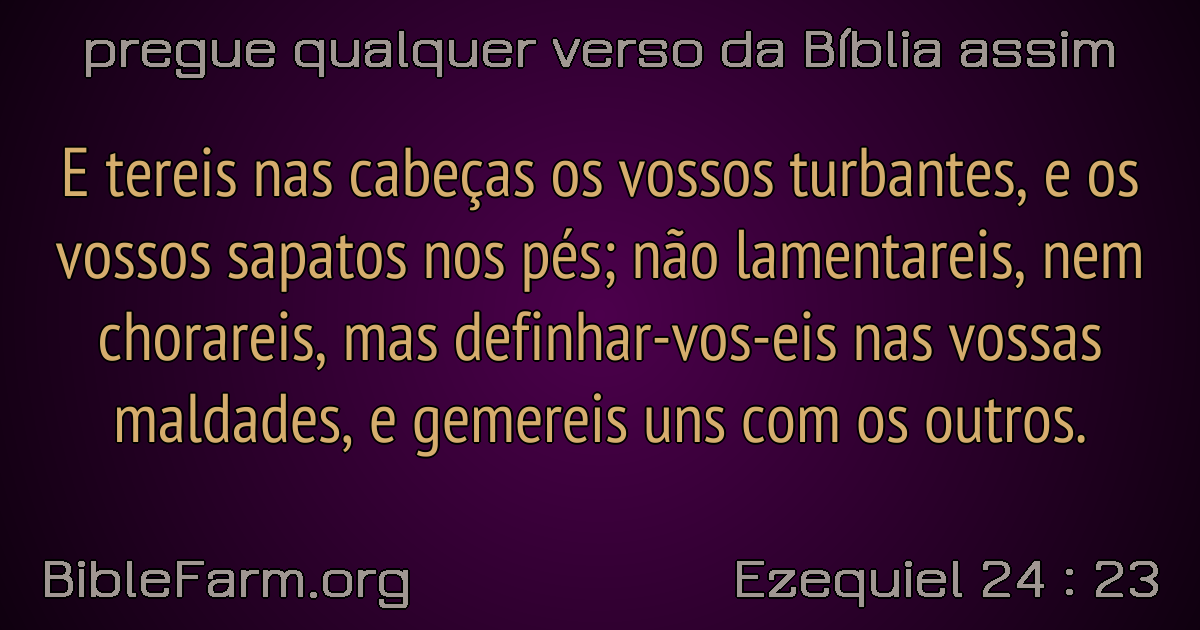 pregue qualquer verso da Bíblia assim
E tereis nas cabeças os vossos turbantes, e os
vossos sapatos nos pés; não lamentareis, nem
chorareis, mas definhar-vos-eis nas vossas
maldades, e gemereis uns com os outros.
BibleFarm.org
Ezequiel 24 : 23